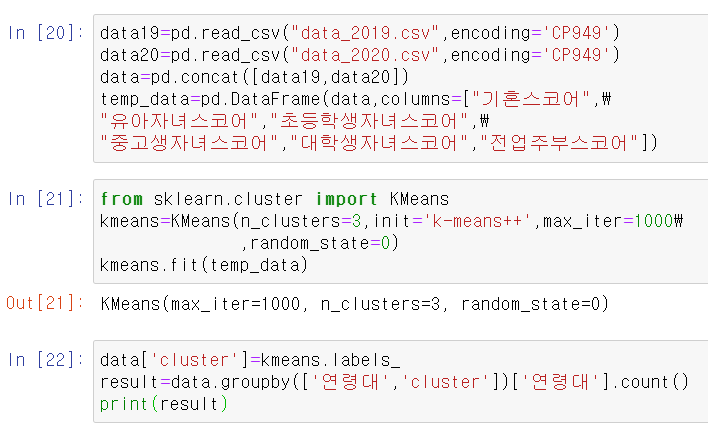 In [20]: data19=pd.read_csv("data_2019.csv",encoding='CP949')
data20=pd.read_csv("data_2020.csv",encoding='CP949')
data=pd.concat([data19,data20])
temp_data=pd.DataFrame(data,columns=["기혼스코어",₩
"유아자녀스코어","초등학생자녀스코어",₩
"중고생자녀스코어","대학생자녀스코어","전업주부스코어"])
In [21]: from sklearn.cluster import KMeans
kmeans=KMeans(n_clusters=3,init='k-means++',max_iter=1000₩
,random_state=0)
kmeans.fit(temp_data)
Out[21]: KMeans(max_iter=1000, n_clusters=3, random_state=0)
In [22]: data['cluster']=kmeans.labels_
result=data.groupby(['연령대','cluster'])['연령대'].count()
print(result)